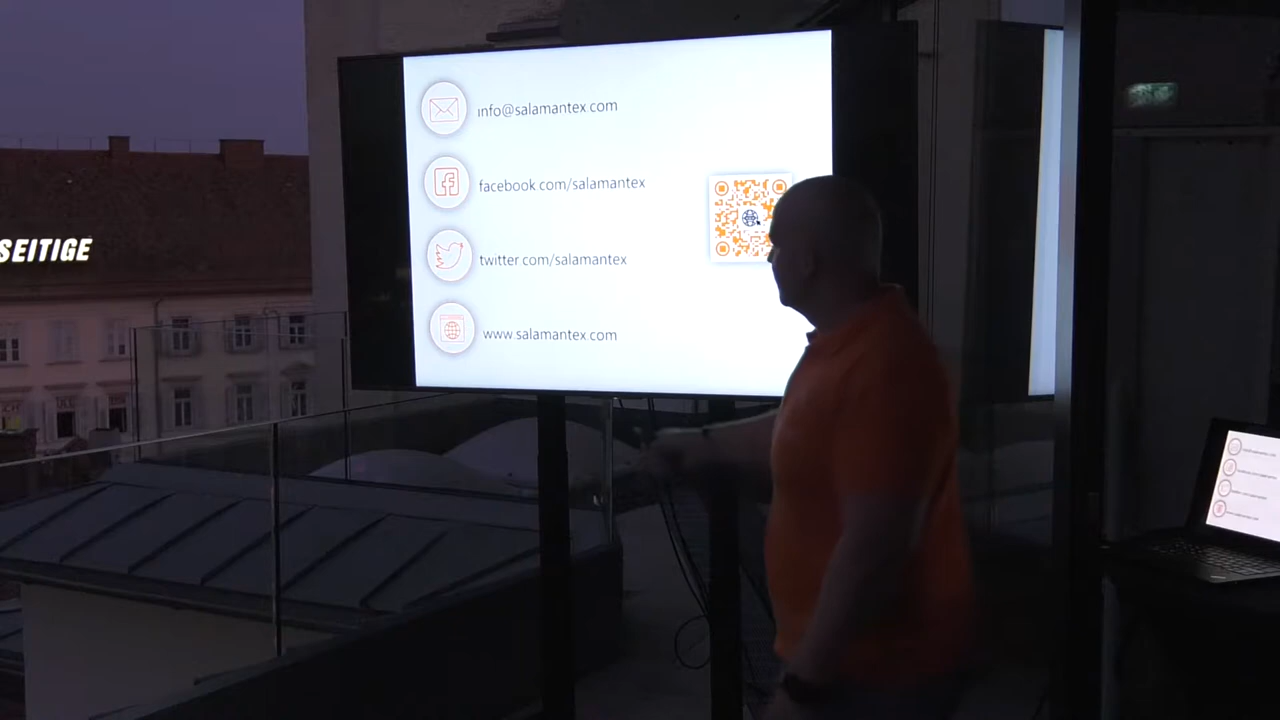 info@salamantex.com
facebook.com/salamantex
twitter.com/salamantex
www.salamantex.com
SEITIGE